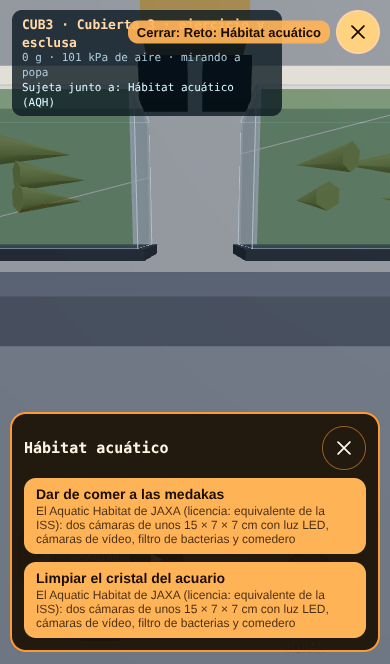 CUB3 · Cubierta
esclusa
0 g · 101 kPa de aire · mirando a
popa
Sujeta junto a: Hábitat acuático
(AQH)
Cerrar: Reto: Hábitat acuático
Hábitat acuático
Dar de comer a las medakas
El Aquatic Habitat de JAXA (licencia: equivalente de la
ISS): dos cámaras de unos 15 × 7 × 7 cm con luz LED,
cámaras de vídeo, filtro de bacterias y comedero
Limpiar el cristal del acuario
El Aquatic Habitat de JAXA (licencia: equivalente de la
ISS): dos cámaras de unos 15 × 7 × 7 cm con luz LED,
cámaras de vídeo, filtro de bacterias y comedero